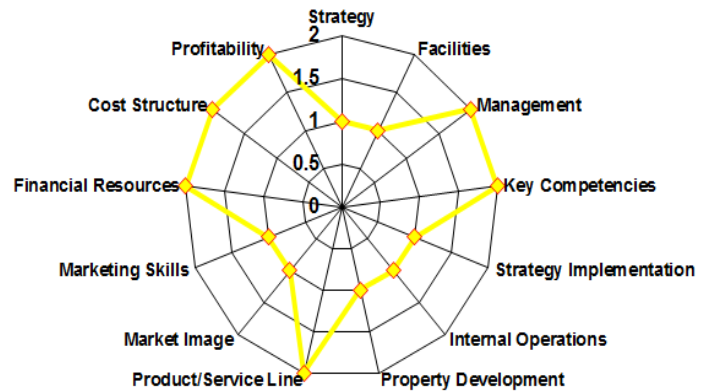 Strategy
2
Profitability
Facilities
1.5
Cost Structure
Management
1
0.5
Financial Resources
Key Competencies
0
Marketing Skills
Strategy Implementation
Market Image
Internal Operations
Product/Service Line
Property Development